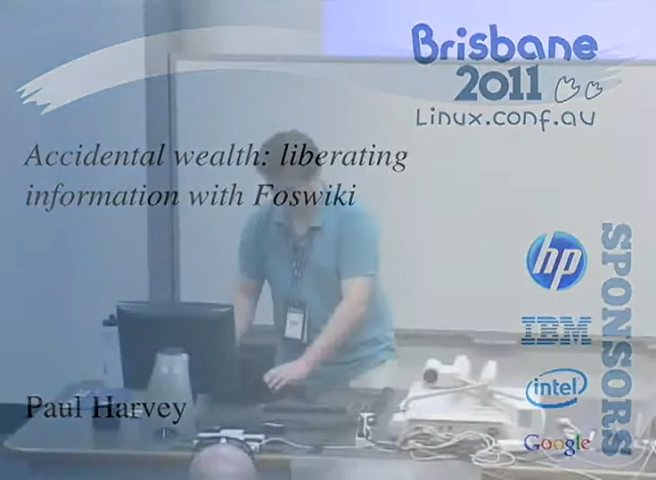 Brisbane
2011
Linux.conf.au
Accidental wealth: liberating
information with Foswiki
hp
IBM
intel
Google
SPONSORS
Paul Harvey